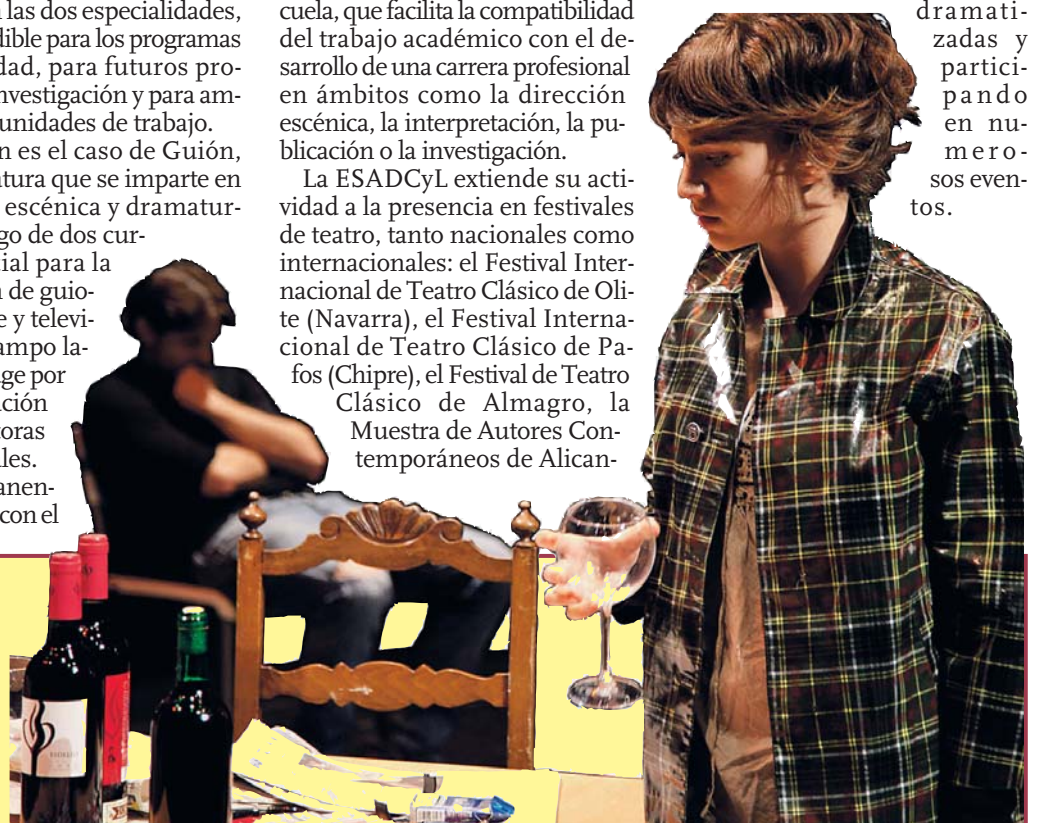 las dos especialidades,
dible para los programas
dad, para futuros pro-
nvestigación y para am-
unidades de trabajo.
n es el caso de Guión,
atura que se imparte en
escénica y dramatur-
go de dos cur-
cial para la
n de guio-
e y televi-
ampo la-
ge por
ción
toras
les.
anen-
con el
cuela, que facilita la compatibilidad
del trabajo académico con el de-
sarrollo de una carrera profesional
en ámbitos como la dirección
escénica, la interpretación, la pu-
blicación o la investigación.
La ESADCyL extiende su acti-
vidad a la presencia en festivales
de teatro, tanto nacionales como
internacionales: el Festival Inter-
nacional de Teatro Clásico de Oli-
te (Navarra), el Festival Interna-
cional de Teatro Clásico de Pa-
fos (Chipre), el Festival de Teatro
Clásico de Almagro, la
Muestra de Autores Con-
temporáneos de Alican-
dramati-
zadas y
partici-
pando
en nu-
mero-
sos even-
tos.